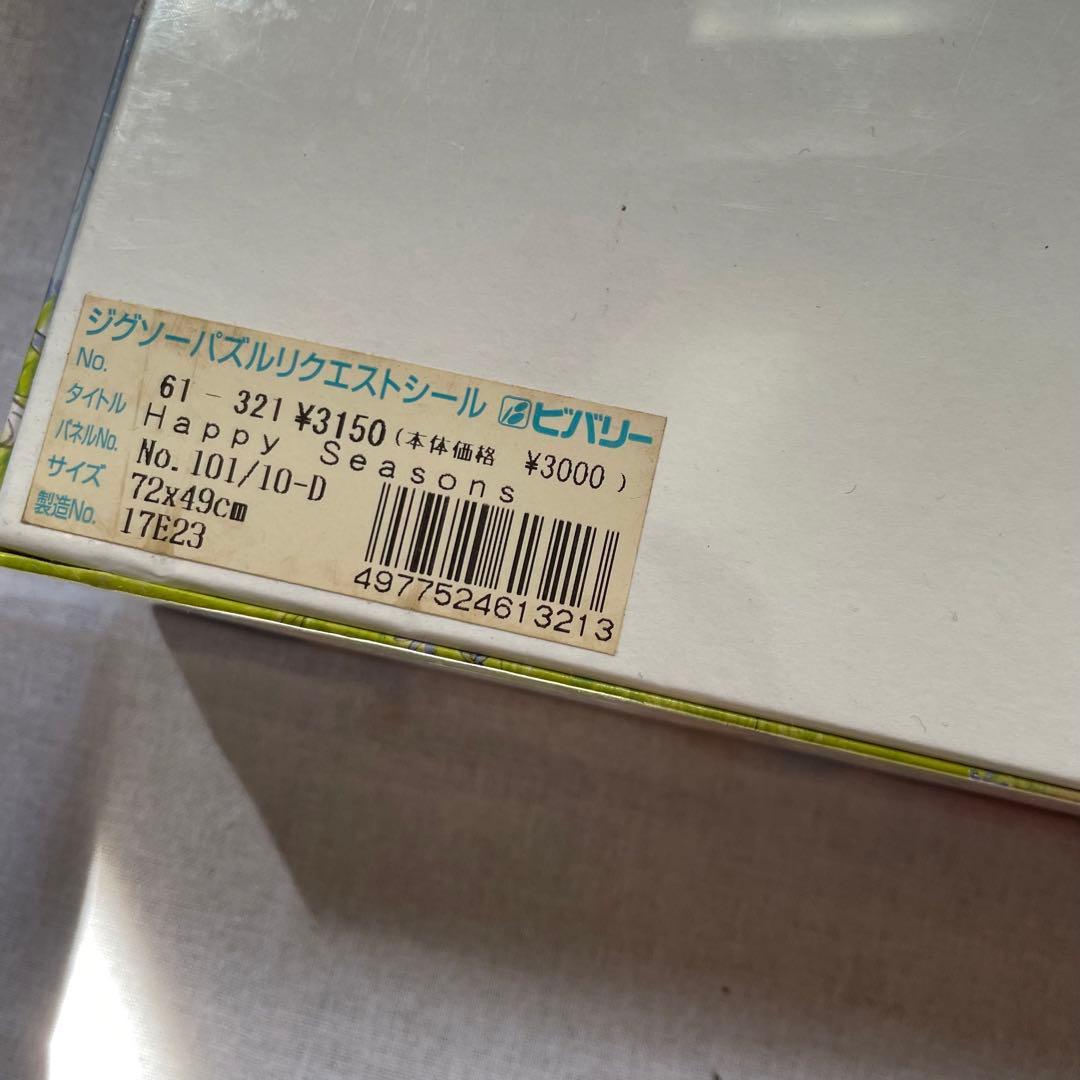 ジグソーパズルリクエストシール ビバリー
No. 61-321 ¥3150 (本体価格 ¥3000)
タイトル Happy Seasons
パネルNo. No.101/10-D
サイズ 72x49cm
製造No. 17E23
4977524613213